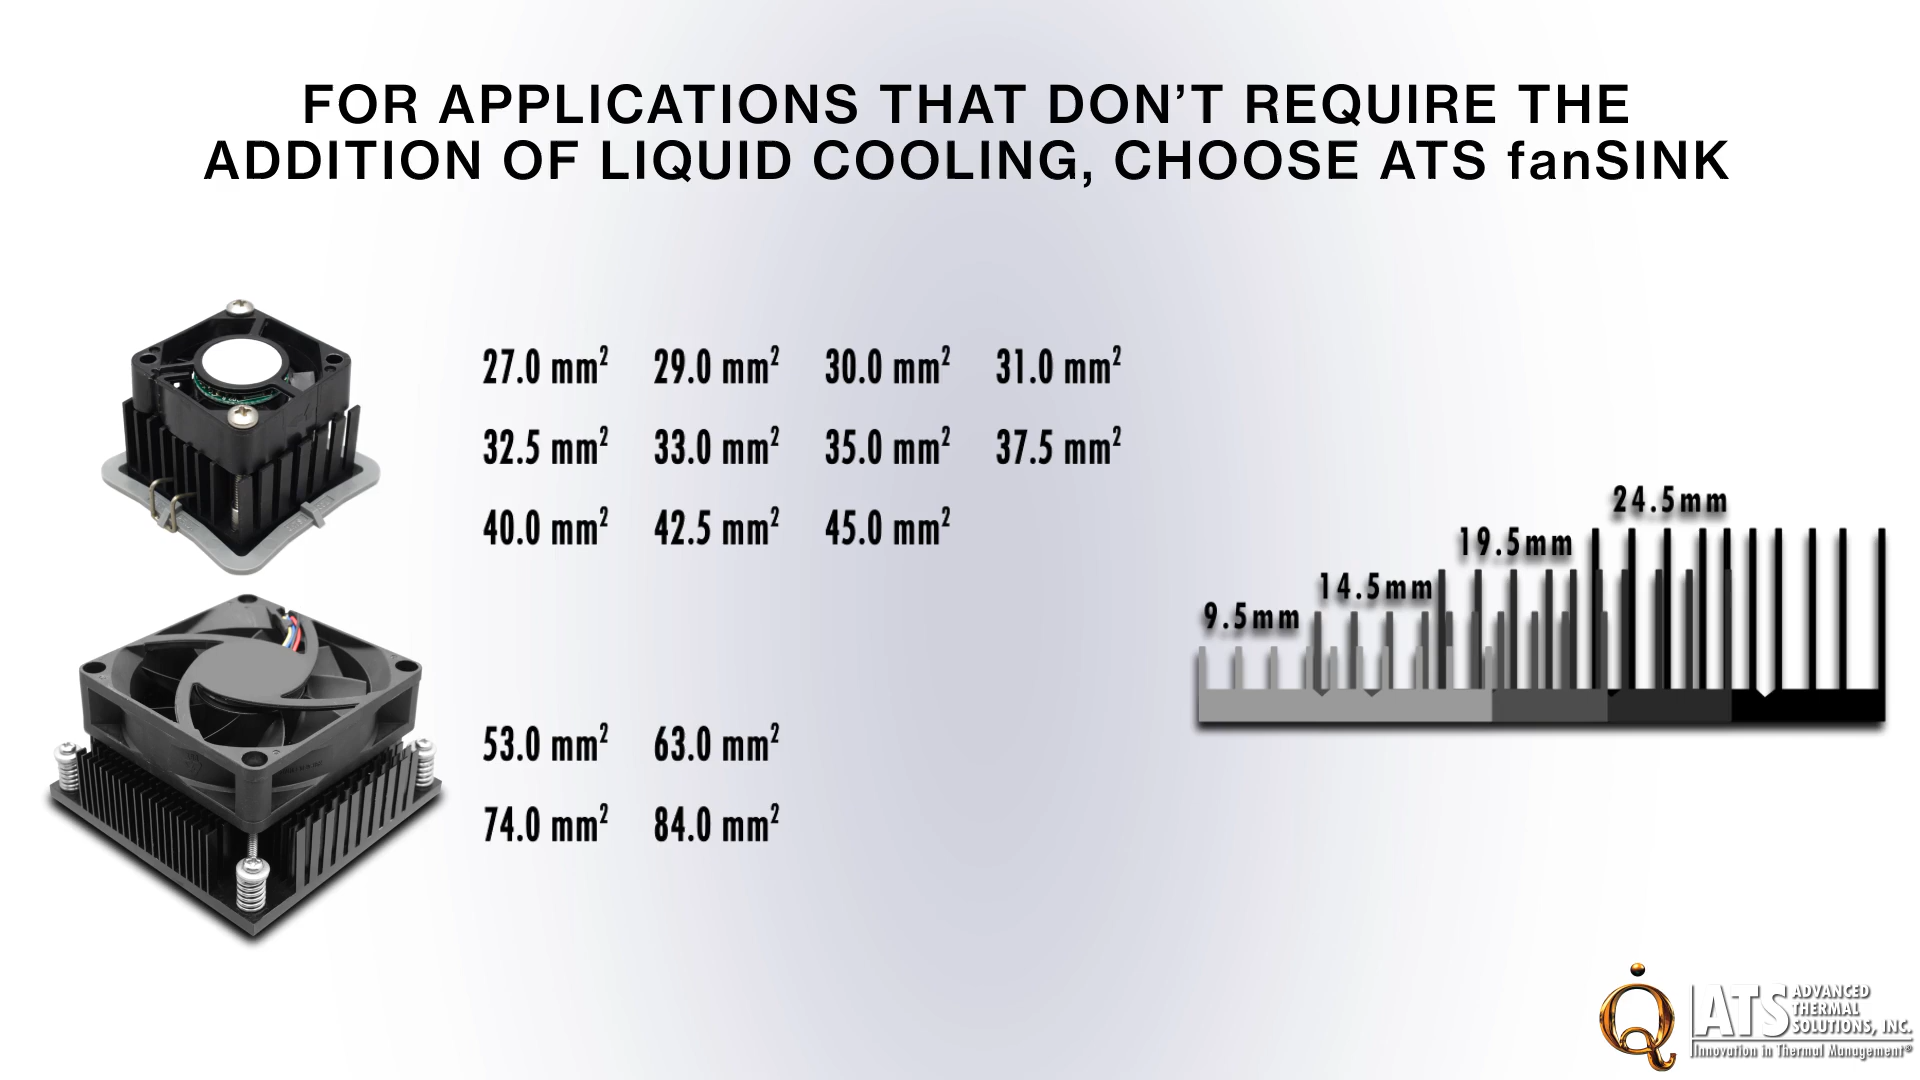 FOR APPLICATIONS THAT DON’T REQUIRE THE
ADDITION OF LIQUID COOLING, CHOOSE ATS fanSINK
27.0 mm² 29.0 mm² 30.0 mm² 31.0 mm²
32.5 mm² 33.0 mm² 35.0 mm² 37.5 mm²
40.0 mm² 42.5 mm² 45.0 mm²
53.0 mm² 63.0 mm²
74.0 mm² 84.0 mm²
9.5mm
14.5mm
19.5mm
24.5mm
ATS
ADVANCED
THERMAL
SOLUTIONS, INC.
Innovation in Thermal Management®